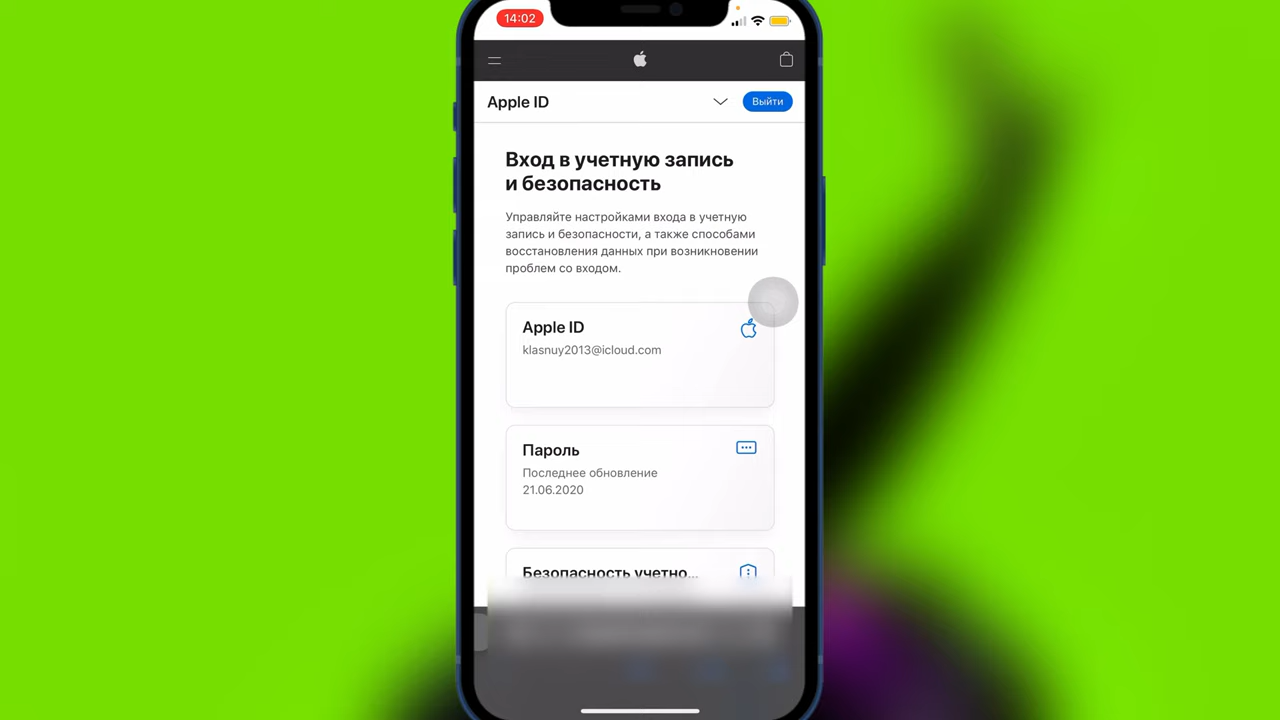 14:02
Apple ID
Выйти
Вход в учетную запись
и безопасность
Управляйте настройками входа в учетную
запись и безопасности, а также способами
восстановления данных при возникновении
проблем со входом.
Apple ID
klasnuy2013@icloud.com
Пароль
Последнее обновление
21.06.2020
Безопасность учетно...